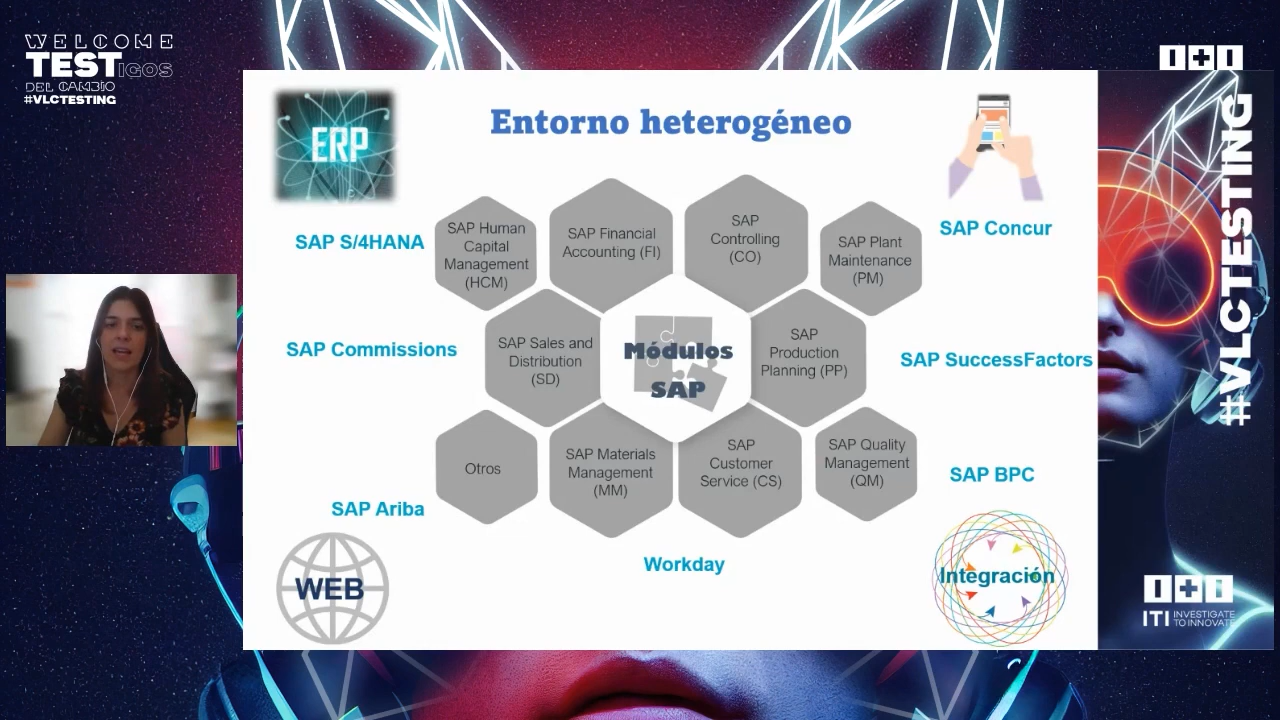 WELCOME
TESTIGOS
DEL CAMBIO
#VLCTESTING
ITI
#VLCTESTING
ERP
Entorno heterogéneo
SAP S/4HANA
SAP Human
Capital
Management
(HCM)
SAP Financial
Accounting (FI)
SAP
Controlling
(CO)
SAP Plant
Maintenance
(PM)
SAP Concur
SAP Commissions
SAP Sales and
Distribution
(SD)
Módulos
SAP
SAP
Production
Planning (PP)
SAP SuccessFactors
Otros
SAP Materials
Management
(MM)
SAP
Customer
Service (CS)
SAP Quality
Management
(QM)
SAP BPC
SAP Ariba
Workday
WEB
Integración
ITI
ITI INVESTIGATE
TO INNOVATE